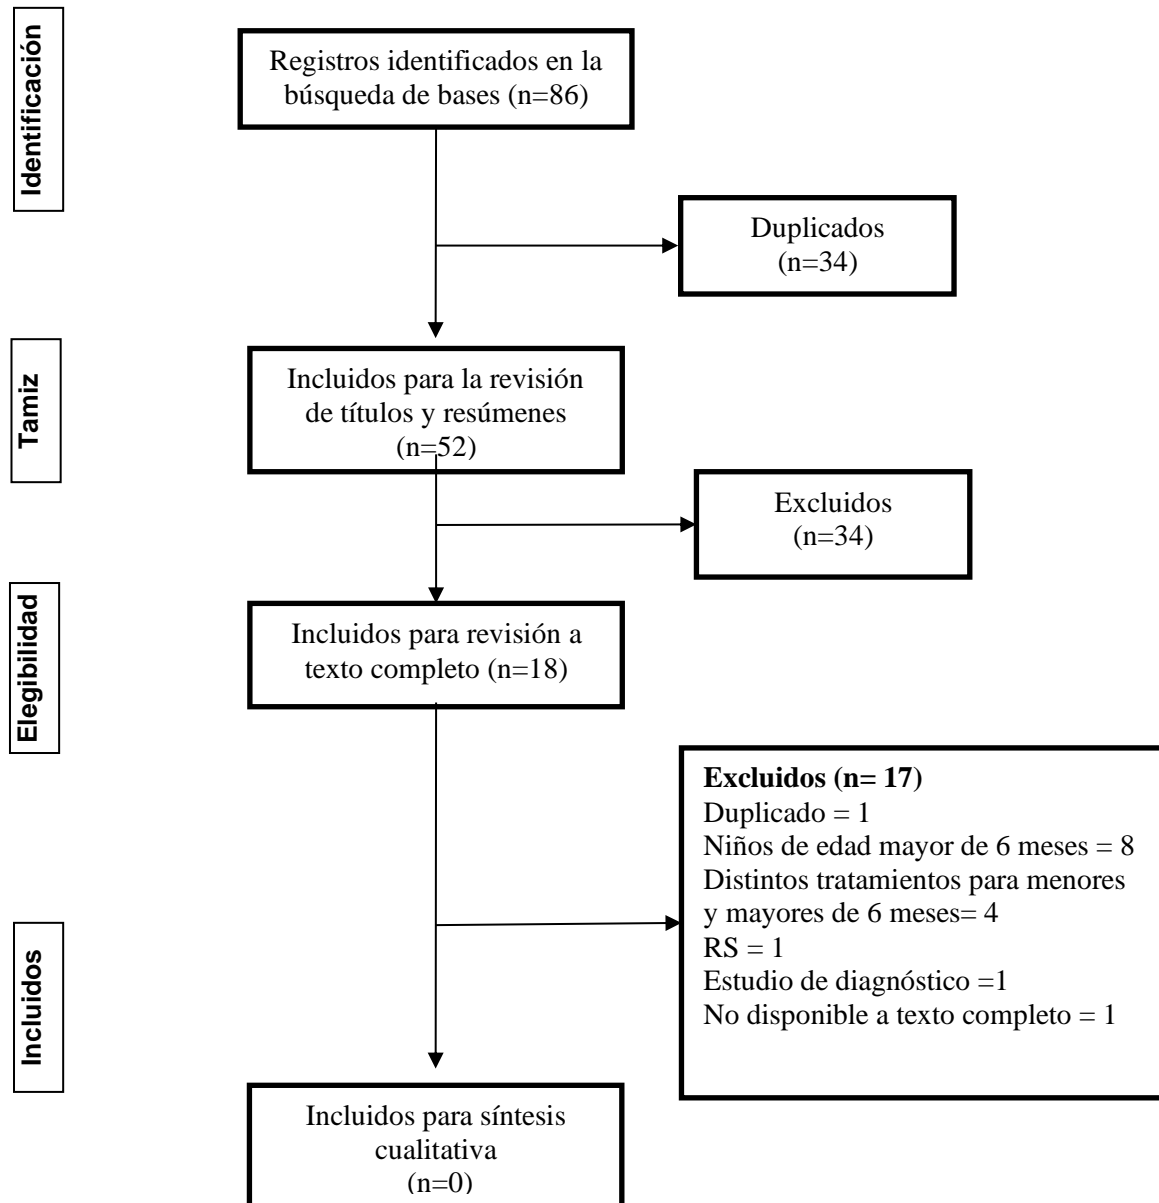 Identificación
Registros identificados en la
búsqueda de bases (n=86)
Duplicados
(n=34)
Tamiz
Incluidos para la revisión
de títulos y resúmenes
(n=52)
Excluidos
(n=34)
Elegibilidad
Incluidos para revisión a
texto completo (n=18)
Excluidos (n= 17)
Duplicado = 1
Niños de edad mayor de 6 meses = 8
Distintos tratamientos para menores
y mayores de 6 meses= 4
RS = 1
Estudio de diagnóstico =1
No disponible a texto completo = 1
Incluidos
Incluidos para síntesis
cualitativa
(n=0)